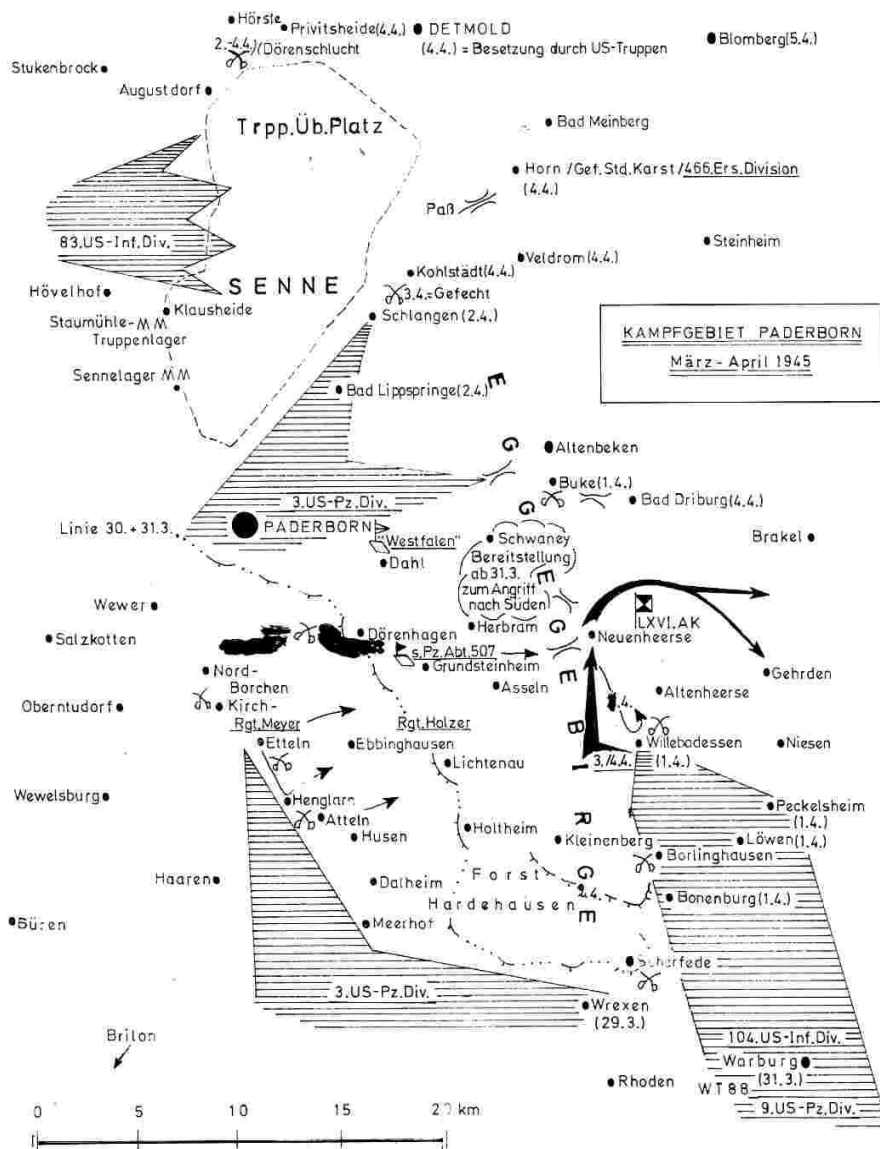 Hörste
Privitsheide(4.4.)
DETMOLD
2.-4.4.)/Dörenschlucht
(4.4.) = Besetzung durch US-Truppen
Blomberg(5.4.)
Stukenbrock
Augustdorf
Trpp.Üb.Platz
Bad Meinberg
Horn/Gef.Std.Karst/466.Ers.Division
(4.4.)
Paß
83.US-Inf.Div.
Steinheim
Veldrom(4.4.)
Kohlstädt(4.4.)
SENNE
Hövelhof
3.4.=Gefecht
Klausheide
Schlangen(2.4.)
Staumühle-
Truppenlager
KAMPFGEBIET PADERBORN
März-April 1945
Sennelager
Bad Lippspringe(2.4.)
EGGEGEBIRGE
Altenbeken
Buke(1.4.)
Bad Driburg(4.4.)
3.US-Pz.Div.
Linie 30.+31.3.
PADERBORN
"Westfalen"
Dahl
Schwaney
Bereitstellung
ab 31.3.
zum Angriff
nach Süden
Brakel
Wewer
LXVI.AK
Salzkotten
Dörenhagen
Herbram
Neuenheerse
s.Pz.Abt.507
Grundsteinheim
Gehrden
Nord-
Borchen
Asseln
Altenheerse
Oberntudorf
Kirch-
Rgt.Meyer
Rgt.Holzer
4.
Etteln
Ebbinghausen
Willebadessen
(1.4.)
Niesen
3./4.4.
Lichtenau
Wewelsburg
Henglarn
Peckelsheim
(1.4.)
Atteln
Husen
Holtheim
Kleinenberg
Löwen(1.4.)
Borlinghausen
Haaren
Dalheim
Forst
Hardehausen
2.4.
Bonenburg(1.4.)
Büren
Meerhof
Scherfede
3.US-Pz.Div.
Wrexen
(29.3.)
Brilon
104.US-Inf.Div.
Warburg
(31.3.)
Rhoden
WT88
9.US-Pz.Div.
0 5 10 15 20 km